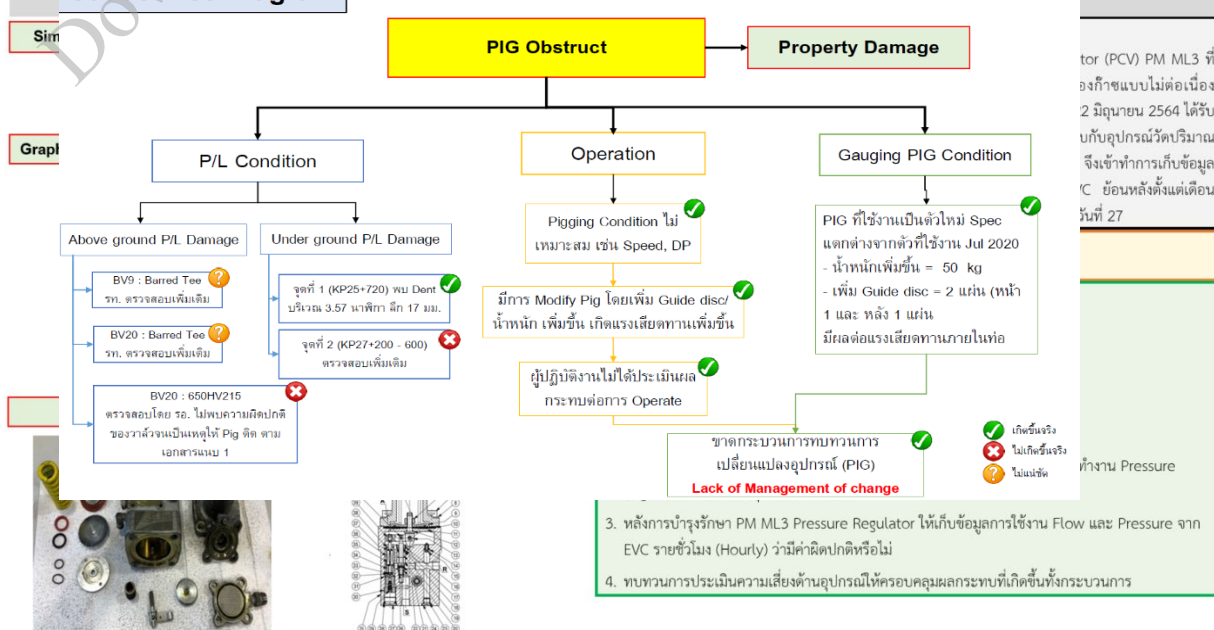 Sim
Graph
PIG Obstruct
Property Damage
P/L Condition
Operation
Gauging PIG Condition
Above ground P/L Damage
Under ground P/L Damage
BV9 : Barred Tee
รท. ตรวจสอบเพิ่มเติม
BV20 : Barred Tee
รท. ตรวจสอบเพิ่มเติม
BV20 : 650HV215
ตรวจสอบโดย รอ. ไม่พบความผิดปกติ
ของวาล์วจนเป็นเหตุให้ Pig ติด ตาม
เอกสารแนบ 1
จุดที่ 1 (KP25+720) พบ Dent
บริเวณ 3.57 นาฬิกา ลึก 17 มม.
จุดที่ 2 (KP27+200 - 600)
ตรวจสอบเพิ่มเติม
Pigging Condition ไม่
เหมาะสม เช่น Speed, DP
มีการ Modify Pig โดยเพิ่ม Guide disc/
น้ำหนัก เพิ่มขึ้น เกิดแรงเสียดทานเพิ่มขึ้น
ผู้ปฏิบัติงานไม่ได้ประเมินผล
กระทบต่อการ Operate
PIG ที่ใช้งานเป็นตัวใหม่ Spec
แตกต่างจากตัวที่ใช้งาน Jul 2020
- น้ำหนักเพิ่มขึ้น = 50 kg
- เพิ่ม Guide disc = 2 แผ่น (หน้า
1 และ หลัง 1 แผ่น
มีผลต่อแรงเสียดทานภายในท่อ
ขาดกระบวนการทบทวนการ
เปลี่ยนแปลงอุปกรณ์ (PIG)
Lack of Management of change
เกิดขึ้นจริง
ไม่เกิดขึ้นจริง
ไม่แน่ชัด
tor (PCV) PM ML3 ที่
องก๊าซแบบไม่ต่อเนื่อง
2 มิถุนายน 2564 ได้รับ
บกับอุปกรณ์วัดปริมาณ
จึงเข้าทำการเก็บข้อมูล
VC ย้อนหลังตั้งแต่เดือน
วันที่ 27
ทำงาน Pressure
3. หลังการบำรุงรักษา PM ML3 Pressure Regulator ให้เก็บข้อมูลการใช้งาน Flow และ Pressure จาก
EVC รายชั่วโมง (Hourly) ว่ามีค่าผิดปกติหรือไม่
4. ทบทวนการประเมินความเสี่ยงด้านอุปกรณ์ให้ครอบคลุมผลกระทบที่เกิดขึ้นทั้งกระบวนการ